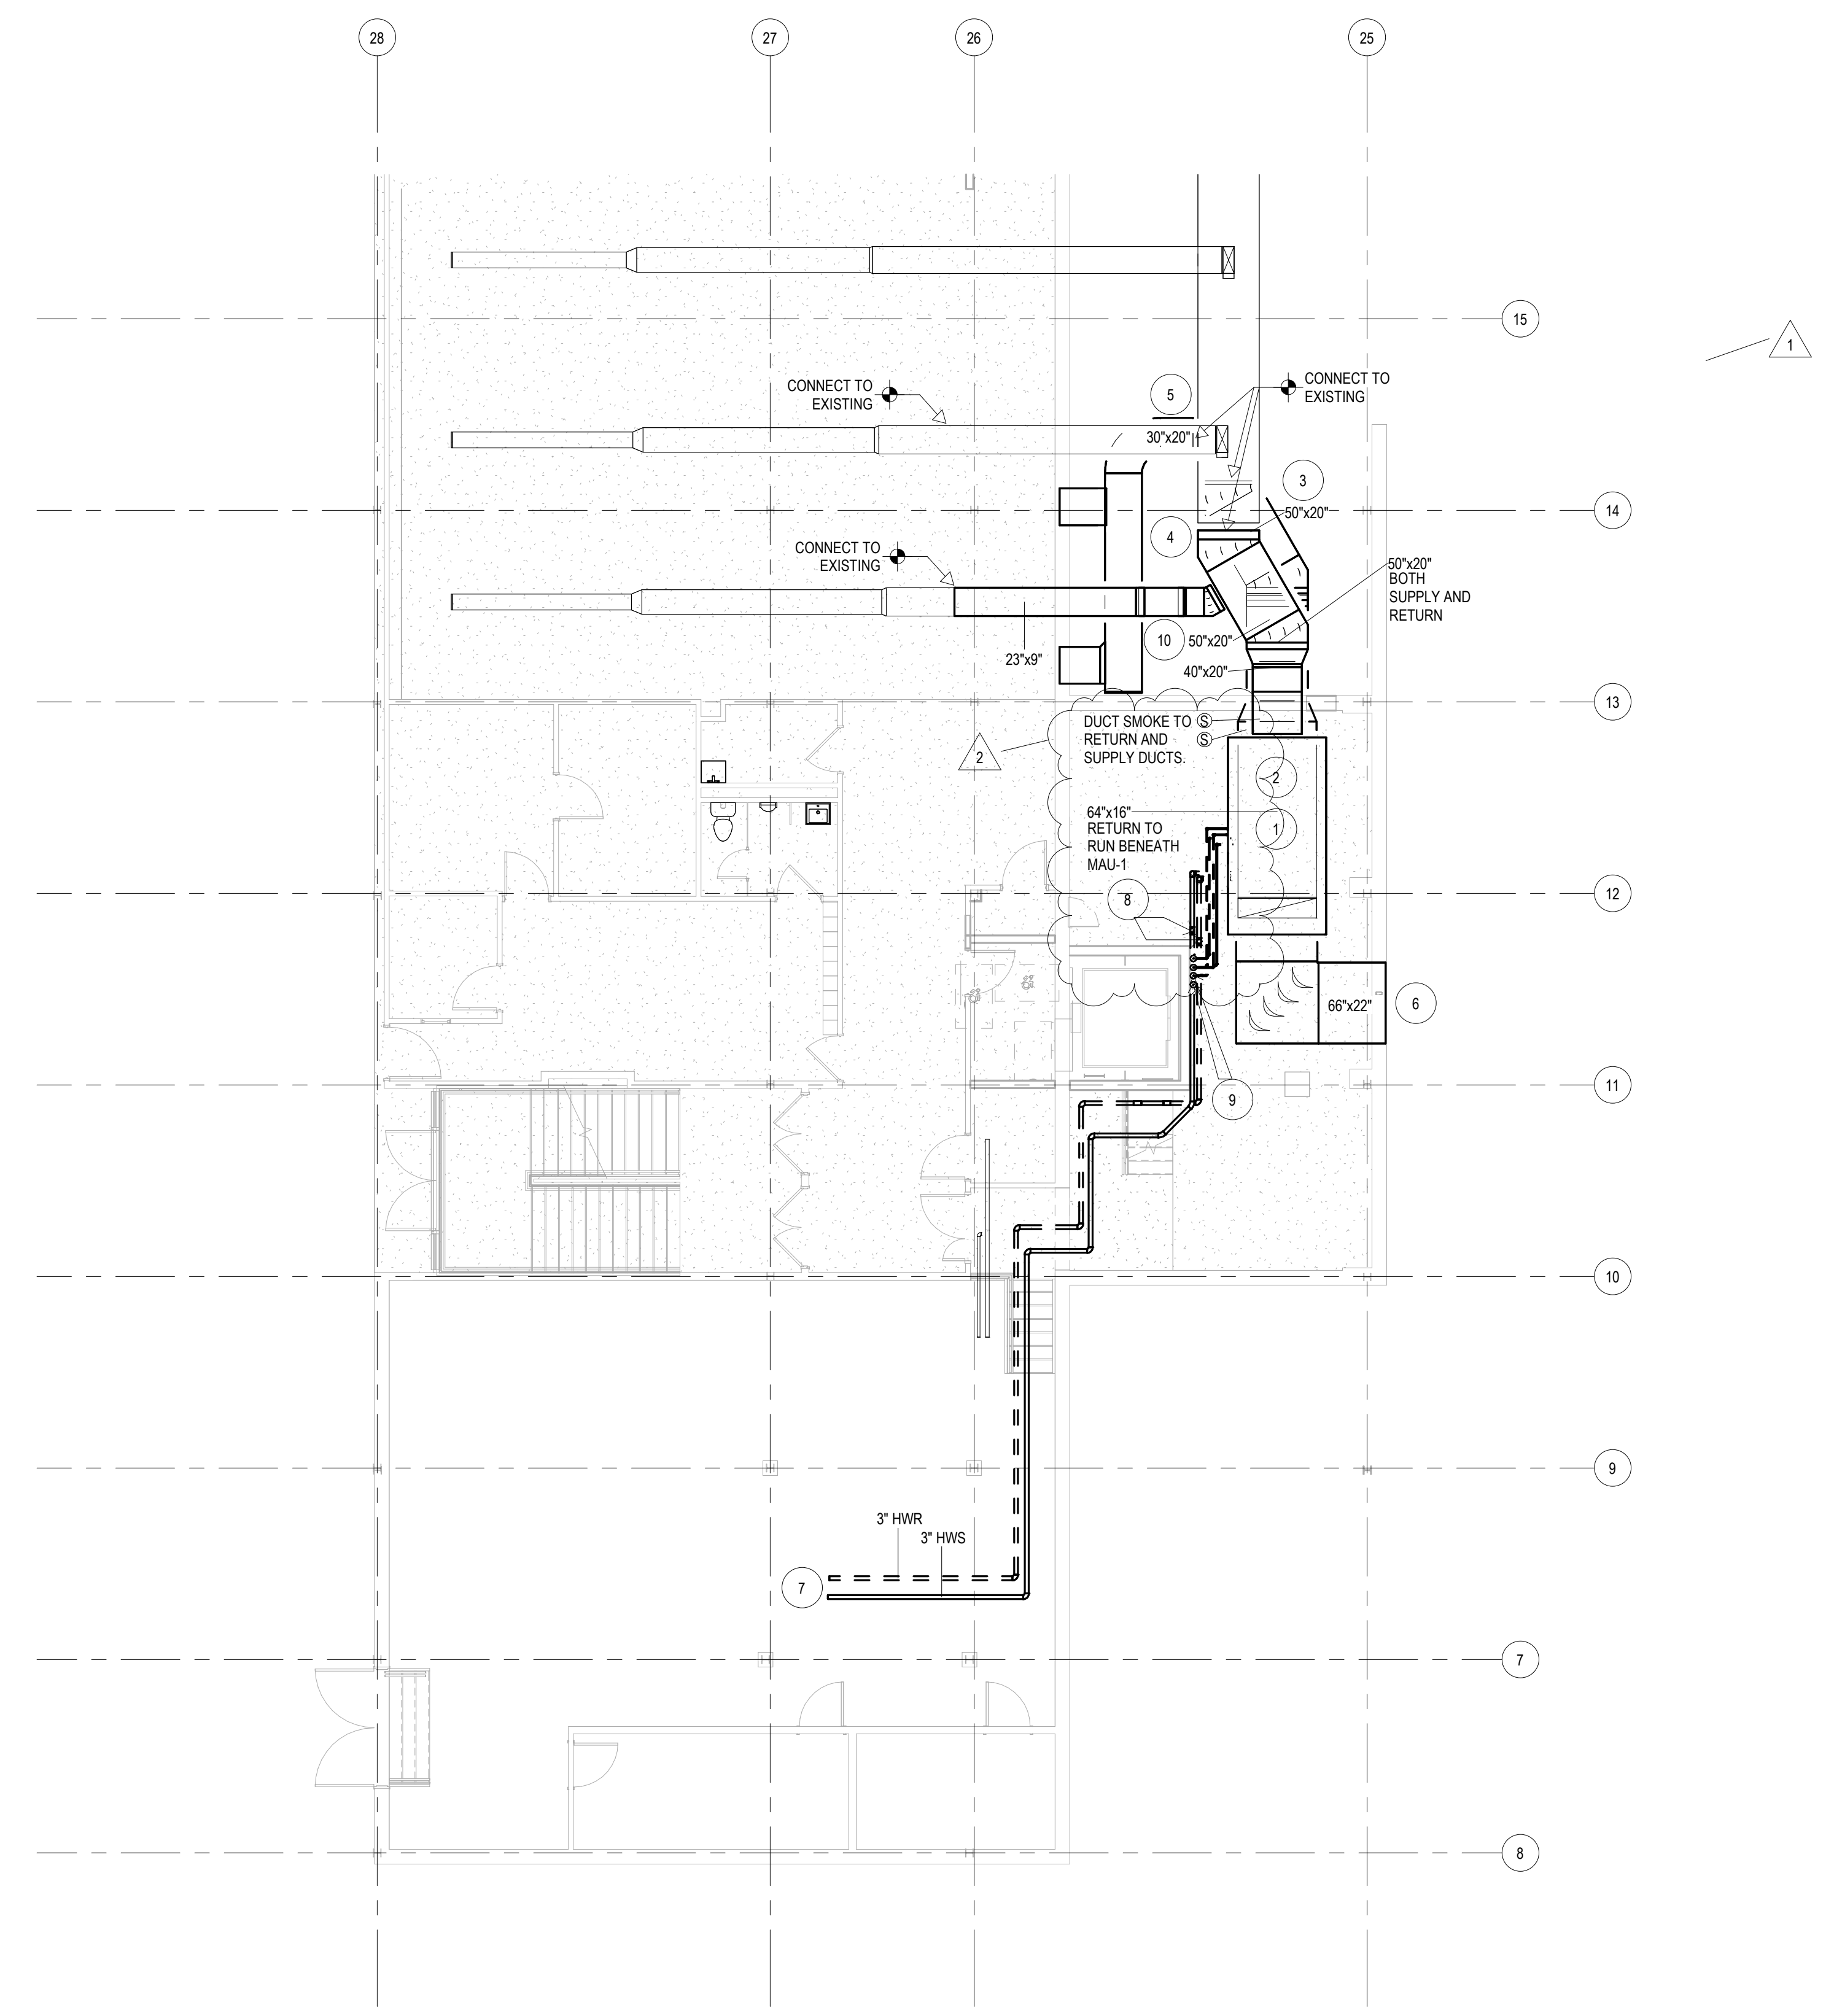 28
27
26
25
15
1
CONNECT TO
EXISTING
5
CONNECT TO
EXISTING
30"x20"
3
50"x20"
14
4
CONNECT TO
EXISTING
50"x20"
BOTH
SUPPLY AND
RETURN
10
50"x20"
23"x9"
40"x20"
13
DUCT SMOKE TO
RETURN AND
SUPPLY DUCTS.
S
S
2
2
64"x16"
RETURN TO
RUN BENEATH
MAU-1
1
8
12
66"x22"
6
11
9
10
9
3" HWR
3" HWS
7
7
8